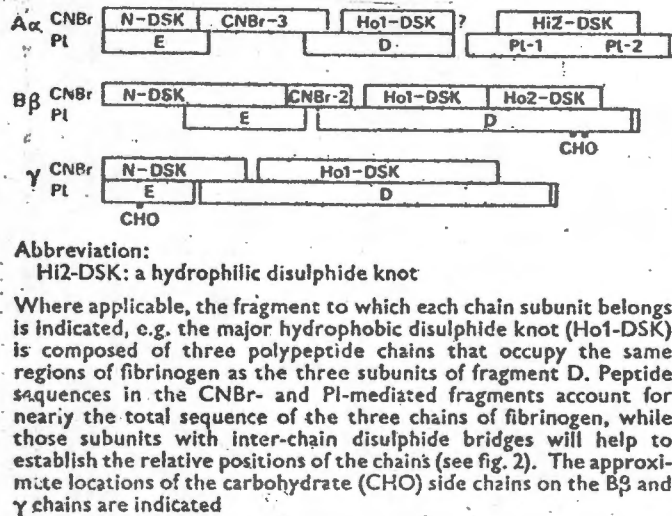 Aα CNBr N-DSK CNBr-3 Ho1-DSK ? Hi2-DSK
Pl E D Pl-1 Pl-2
Bβ CNBr N-DSK CNBr-2 Ho1-DSK Ho2-DSK
Pl E D
CHO
γ CNBr N-DSK Ho1-DSK
Pl E D
CHO
Abbreviation:
Hi2-DSK: a hydrophilic disulphide knot
Where applicable, the fragment to which each chain subunit belongs
is indicated, e.g. the major hydrophobic disulphide knot (Ho1-DSK)
is composed of three polypeptide chains that occupy the same
regions of fibrinogen as the three subunits of fragment D. Peptide
sequences in the CNBr- and Pl-mediated fragments account for
nearly the total sequence of the three chains of fibrinogen, while
those subunits with inter-chain disulphide bridges will help to
establish the relative positions of the chains (see fig. 2). The approxi-
mate locations of the carbohydrate (CHO) side chains on the Bβ and
γ chains are indicated